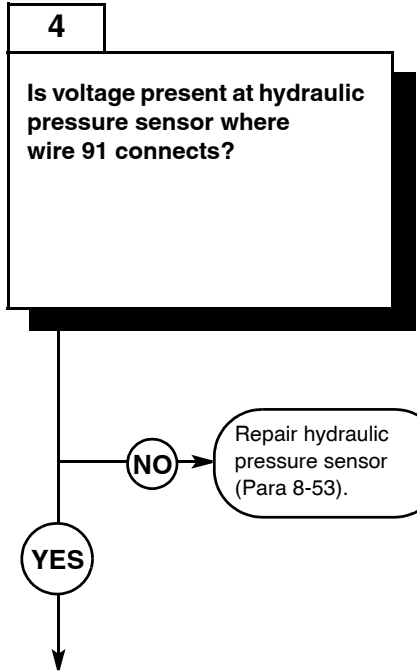 4
Is voltage present at hydraulic
pressure sensor where
wire 91 connects?
NO
Repair hydraulic
pressure sensor
(Para 8-53).
YES